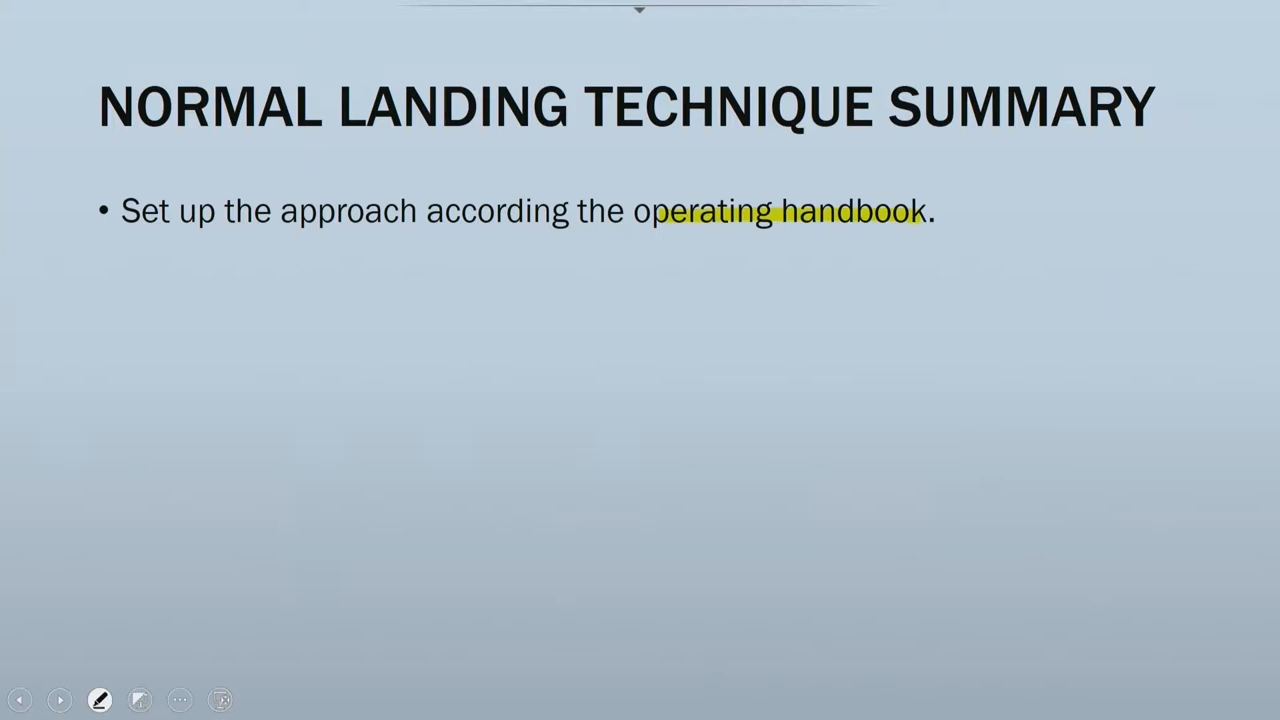 NORMAL LANDING TECHNIQUE SUMMARY
• Set up the approach according the operating handbook.